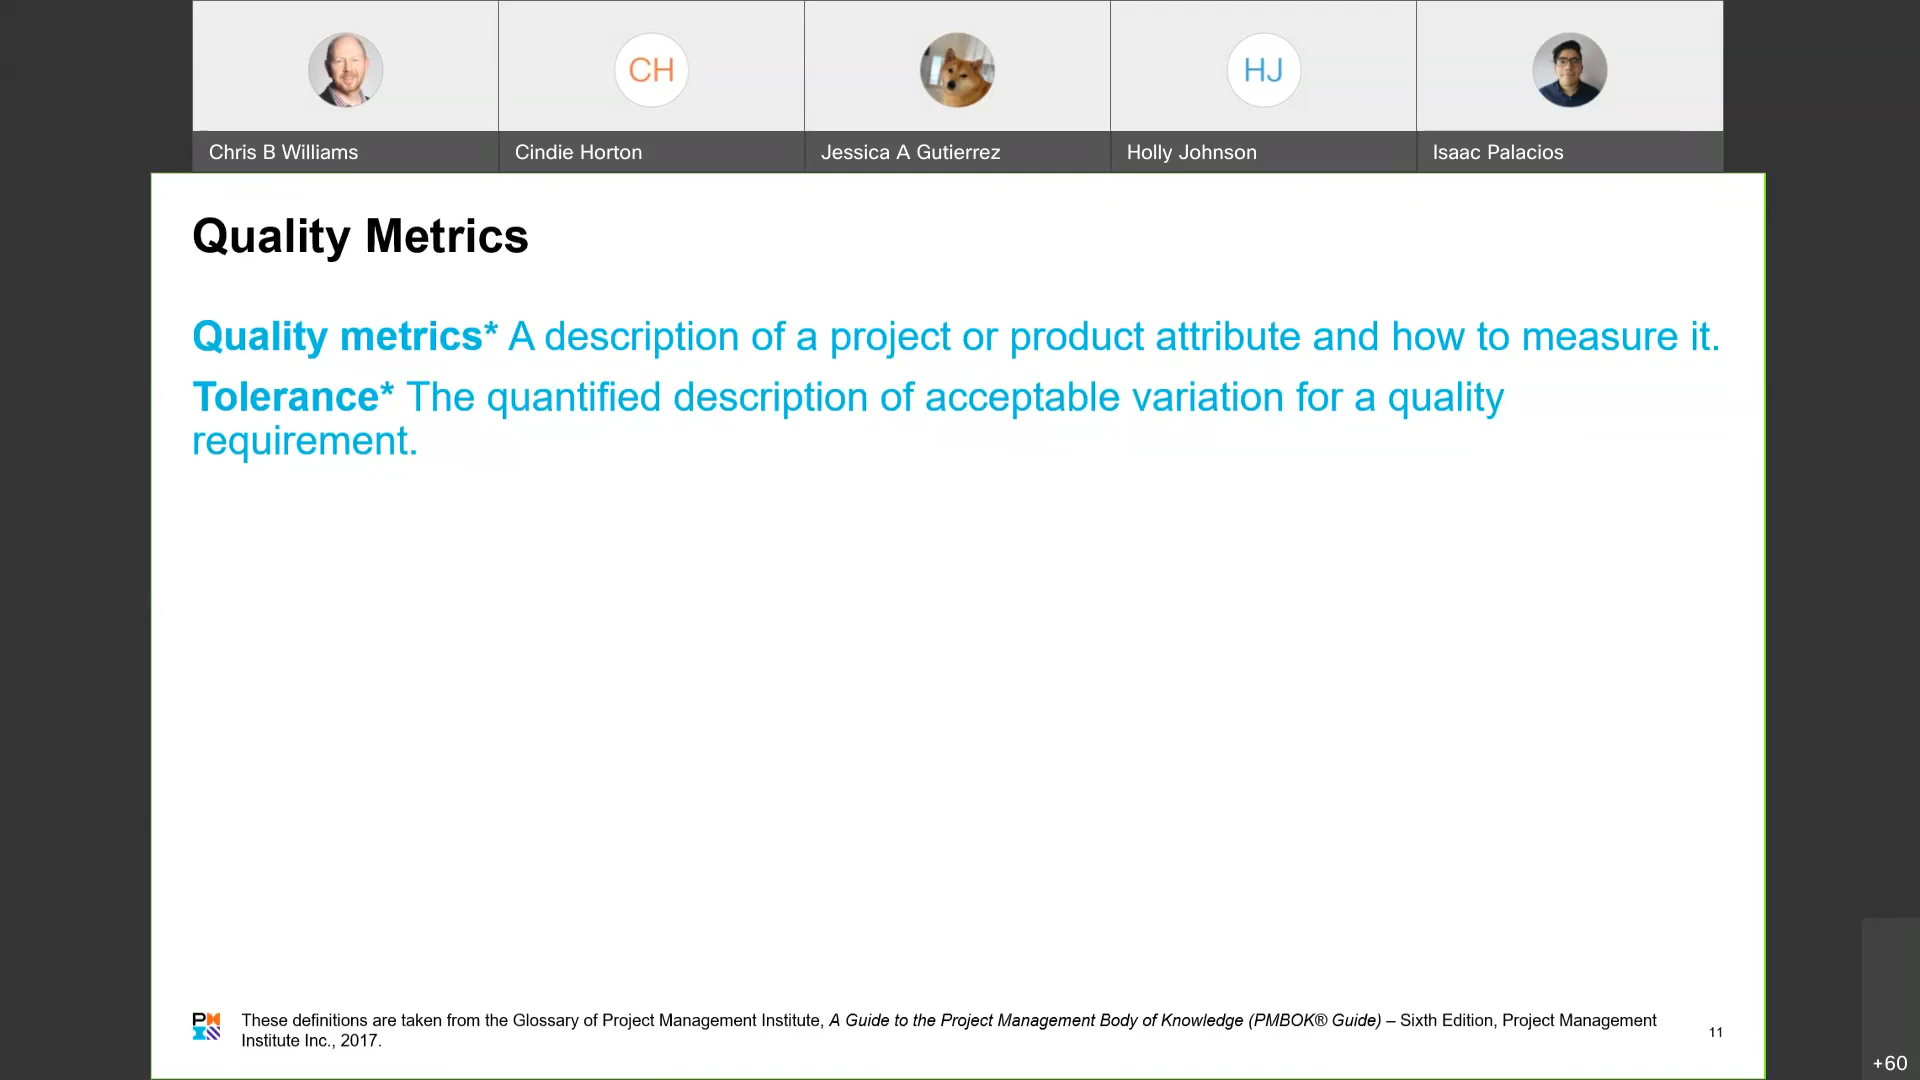 CH
HJ
Chris B Williams
Cindie Horton
Jessica A Gutierrez
Holly Johnson
Isaac Palacios
Quality Metrics
Quality metrics* A description of a project or product attribute and how to measure it.
Tolerance* The quantified description of acceptable variation for a quality
requirement.
PM
These definitions are taken from the Glossary of Project Management Institute, A Guide to the Project Management Body of Knowledge (PMBOK® Guide) – Sixth Edition, Project Management
Institute Inc., 2017.
11
+60